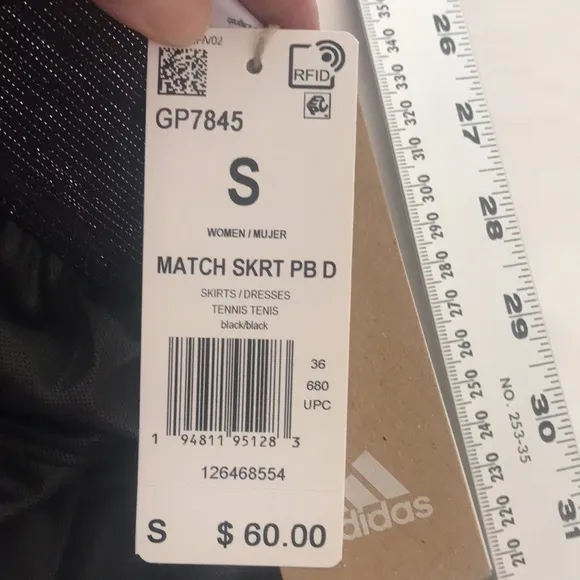 /V02
RFID
GP7845
S
WOMEN / MUJER
MATCH SKRT PB D
SKIRTS / DRESSES
TENNIS TENIS
black/black
36
680
UPC
1 94811 95128 3
126468554
S $ 60.00
adidas
26
27
28
29
30
31
350
340
330
320
310
300
290
280
270
260
250
240
230
220
210
NO. 253-35